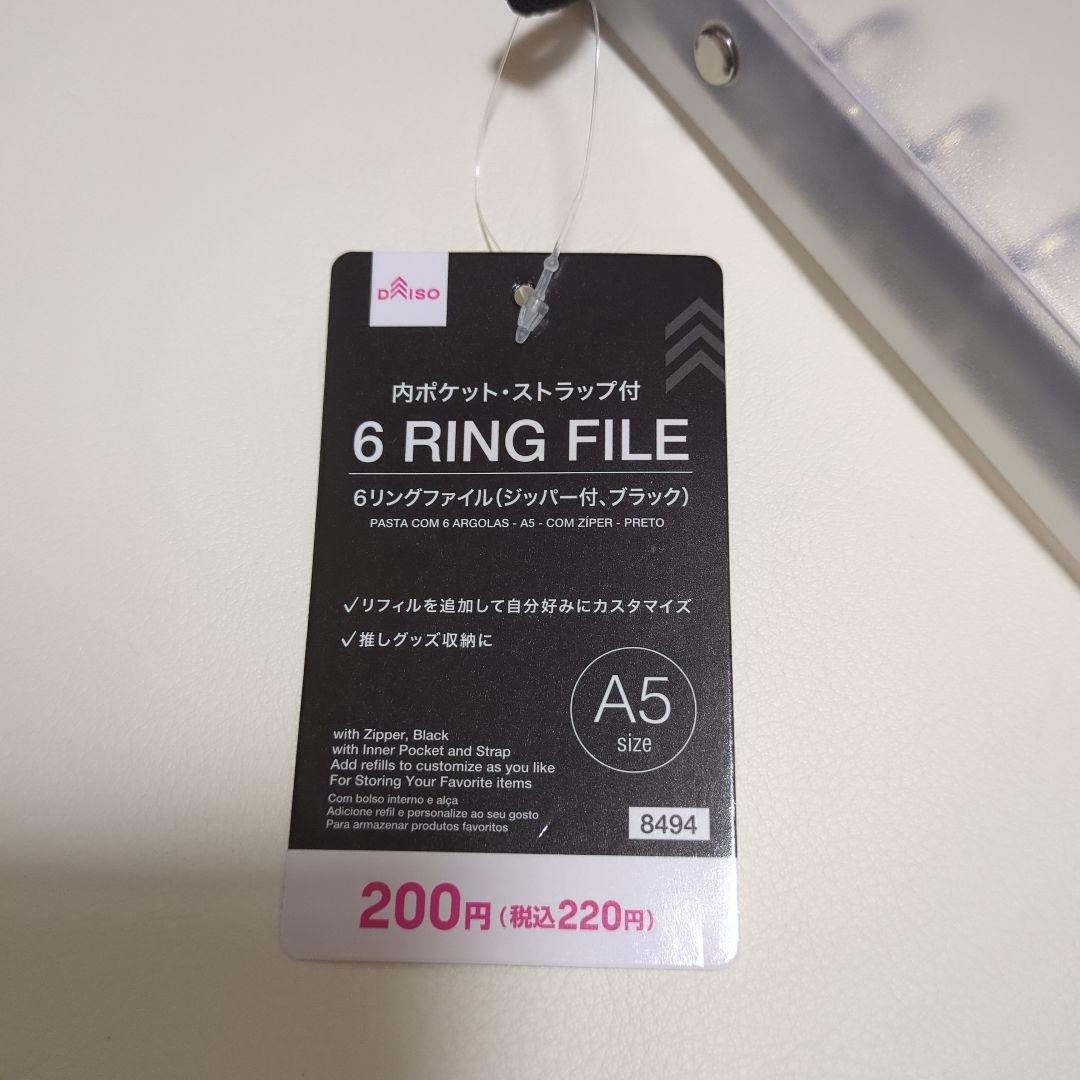 DAISO
内ポケット・ストラップ付
6 RING FILE
6リングファイル(ジッパー付、ブラック)
PASTA COM 6 ARGOLAS - A5 - COM ZÍPER - PRETO
✓リフィルを追加して自分好みにカスタマイズ
✓推しグッズ収納に
A5
size
with Zipper, Black
with Inner Pocket and Strap
Add refills to customize as you like
For Storing Your Favorite items
Com bolso interno e alça
Adicione refil e personalize ao seu gosto
Para armazenar produtos favoritos
8494
200円(税込220円)